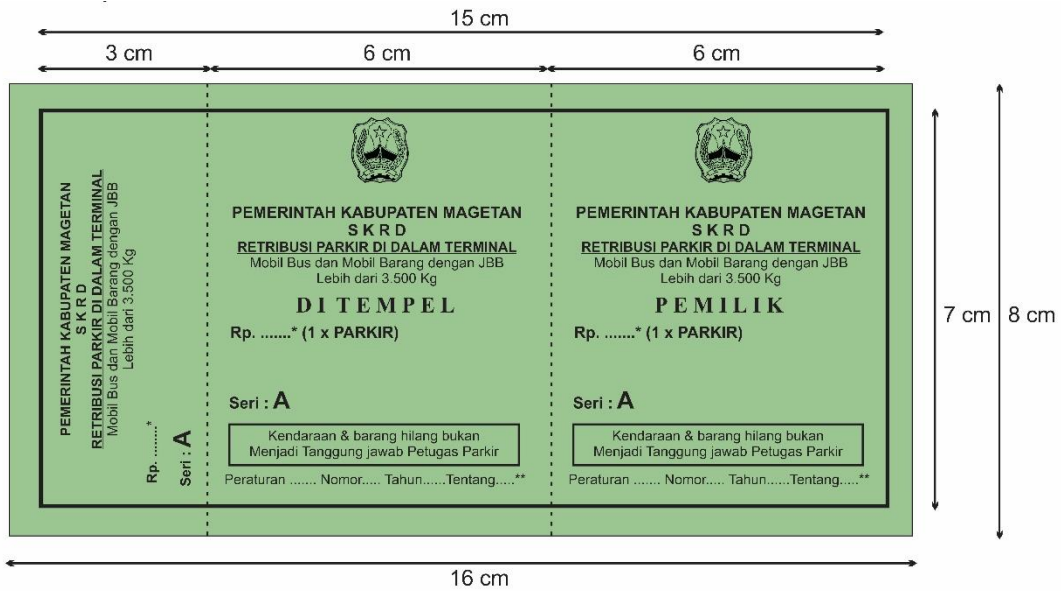 15 cm
3 cm
6 cm
6 cm
PEMERINTAH KABUPATEN MAGETAN
S K R D
RETRIBUSI PARKIR DI DALAM TERMINAL
Mobil Bus dan Mobil Barang dengan JBB
Lebih dari 3.500 Kg
Rp. ........*
Seri : A
PEMERINTAH KABUPATEN MAGETAN
S K R D
RETRIBUSI PARKIR DI DALAM TERMINAL
Mobil Bus dan Mobil Barang dengan JBB
Lebih dari 3.500 Kg
DI TEMPEL
Rp. .......* (1 x PARKIR)
Seri : A
Kendaraan & barang hilang bukan
Menjadi Tanggung jawab Petugas Parkir
Peraturan ....... Nomor..... Tahun......Tentang.....**
PEMERINTAH KABUPATEN MAGETAN
S K R D
RETRIBUSI PARKIR DI DALAM TERMINAL
Mobil Bus dan Mobil Barang dengan JBB
Lebih dari 3.500 Kg
PEMILIK
Rp. .......* (1 x PARKIR)
Seri : A
Kendaraan & barang hilang bukan
Menjadi Tanggung jawab Petugas Parkir
Peraturan ....... Nomor..... Tahun......Tentang.....**
7 cm
8 cm
16 cm